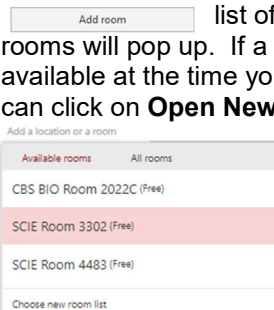 Add room list of
rooms will pop up. If a
available at the time yo
can click on Open New
Add a location or a room
Available rooms All rooms
CBS BIO Room 2022C (Free)
SCIE Room 3302 (Free)
SCIE Room 4483 (Free)
Choose new room list